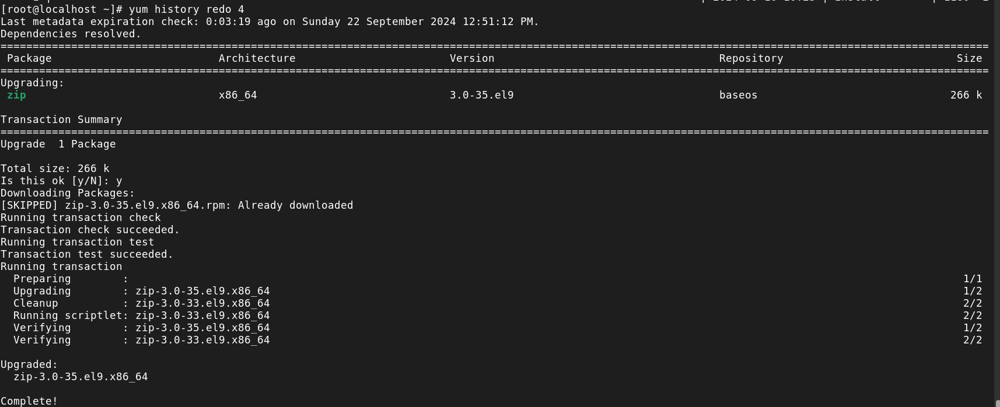 [root@localhost ~]# yum history redo 4
Last metadata expiration check: 0:03:19 ago on Sunday 22 September 2024 12:51:12 PM.
Dependencies resolved.
==========================================================================================================================================================
 Package                          Architecture                        Version                                   Repository                           Size
==========================================================================================================================================================
Upgrading:
 zip                              x86_64                              3.0-35.el9                                baseos                              266 k

Transaction Summary
==========================================================================================================================================================
Upgrade  1 Package

Total size: 266 k
Is this ok [y/N]: y
Downloading Packages:
[SKIPPED] zip-3.0-35.el9.x86_64.rpm: Already downloaded
Running transaction check
Transaction check succeeded.
Running transaction test
Transaction test succeeded.
Running transaction
  Preparing        :                                                                                                                                  1/1
  Upgrading        : zip-3.0-35.el9.x86_64                                                                                                            1/2
  Cleanup          : zip-3.0-33.el9.x86_64                                                                                                            2/2
  Running scriptlet: zip-3.0-33.el9.x86_64                                                                                                            2/2
  Verifying        : zip-3.0-35.el9.x86_64                                                                                                            1/2
  Verifying        : zip-3.0-33.el9.x86_64                                                                                                            2/2

Upgraded:
  zip-3.0-35.el9.x86_64

Complete!